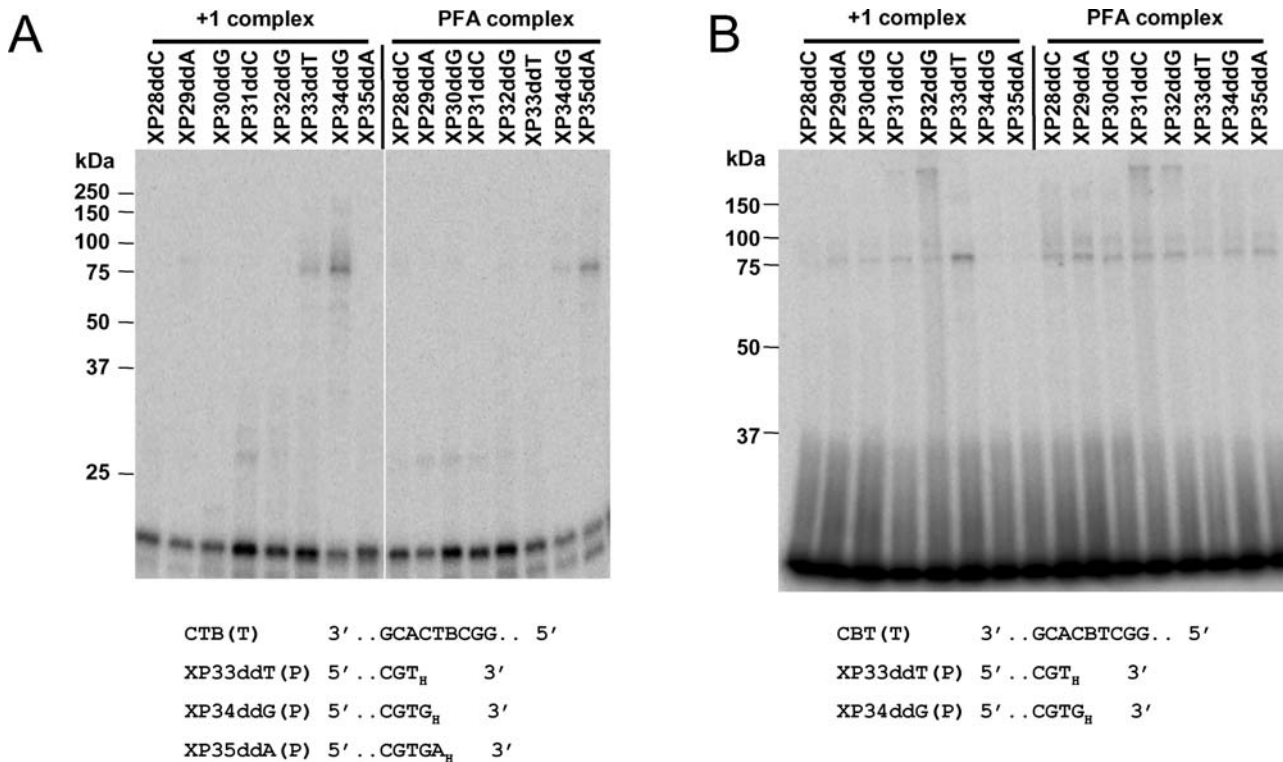 A
+1 complex
PFA complex
XP28ddC
XP29ddA
XP30ddG
XP31ddC
XP32ddG
XP33ddT
XP34ddG
XP35ddA
XP28ddC
XP29ddA
XP30ddG
XP31ddC
XP32ddG
XP33ddT
XP34ddG
XP35ddA
kDa
250
150
100
75
50
37
25
CTB(T) 3′..GCACTBCGG.. 5′
XP33ddT(P) 5′..CGTH 3′
XP34ddG(P) 5′..CGTGH 3′
XP35ddA(P) 5′..CGTGAH 3′
B
+1 complex
PFA complex
XP28ddC
XP29ddA
XP30ddG
XP31ddC
XP32ddG
XP33ddT
XP34ddG
XP35ddA
XP28ddC
XP29ddA
XP30ddG
XP31ddC
XP32ddG
XP33ddT
XP34ddG
XP35ddA
kDa
150
100
75
50
37
CBT(T) 3′..GCACBTCGG.. 5′
XP33ddT(P) 5′..CGTH 3′
XP34ddG(P) 5′..CGTGH 3′